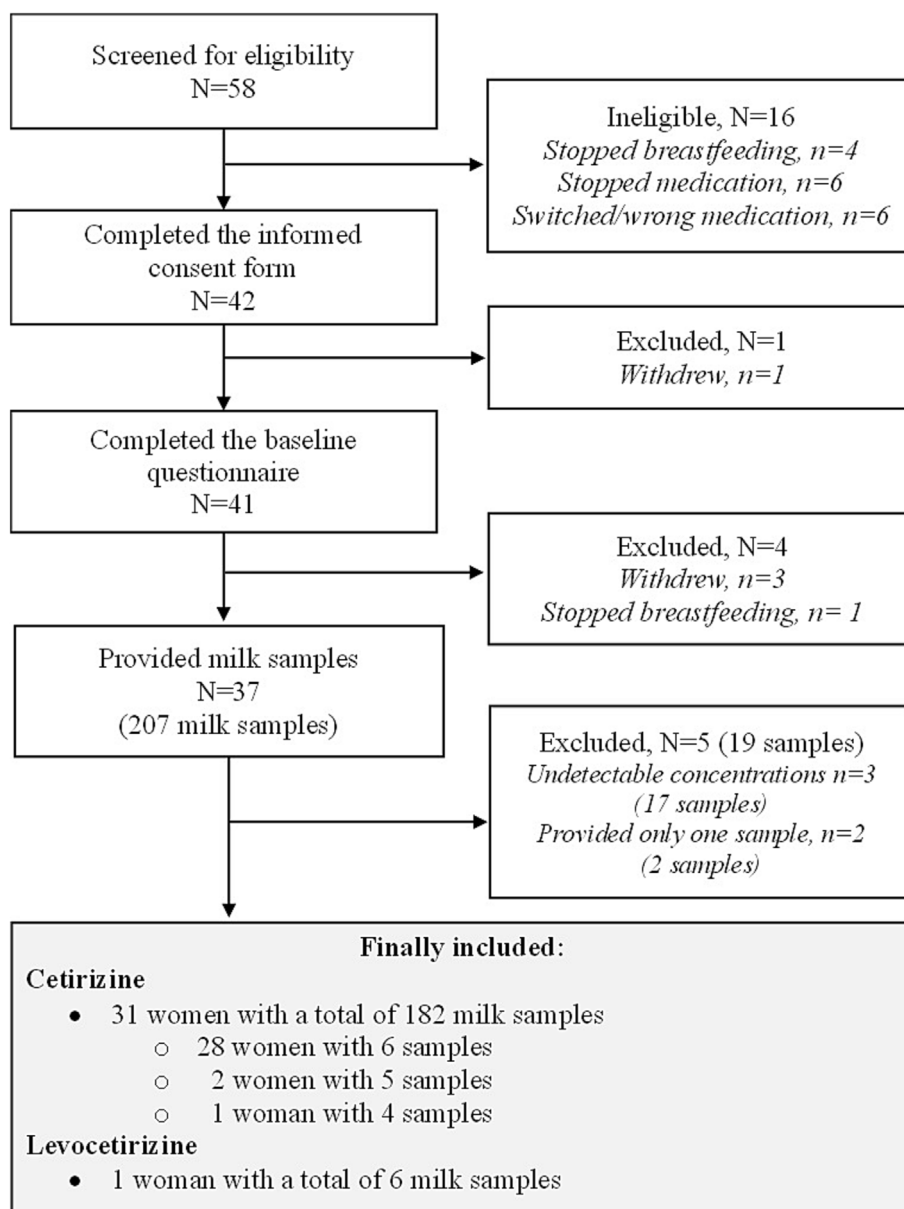 Screened for eligibility
N=58
Ineligible, N=16
Stopped breastfeeding, n=4
Stopped medication, n=6
Switched/wrong medication, n=6
Completed the informed
consent form
N=42
Excluded, N=1
Withdrew, n=1
Completed the baseline
questionnaire
N=41
Excluded, N=4
Withdrew, n=3
Stopped breastfeeding, n= 1
Provided milk samples
N=37
(207 milk samples)
Excluded, N=5 (19 samples)
Undetectable concentrations n=3
(17 samples)
Provided only one sample, n=2
(2 samples)
Finally included:
Cetirizine
• 31 women with a total of 182 milk samples
o 28 women with 6 samples
o 2 women with 5 samples
o 1 woman with 4 samples
Levocetirizine
• 1 woman with a total of 6 milk samples